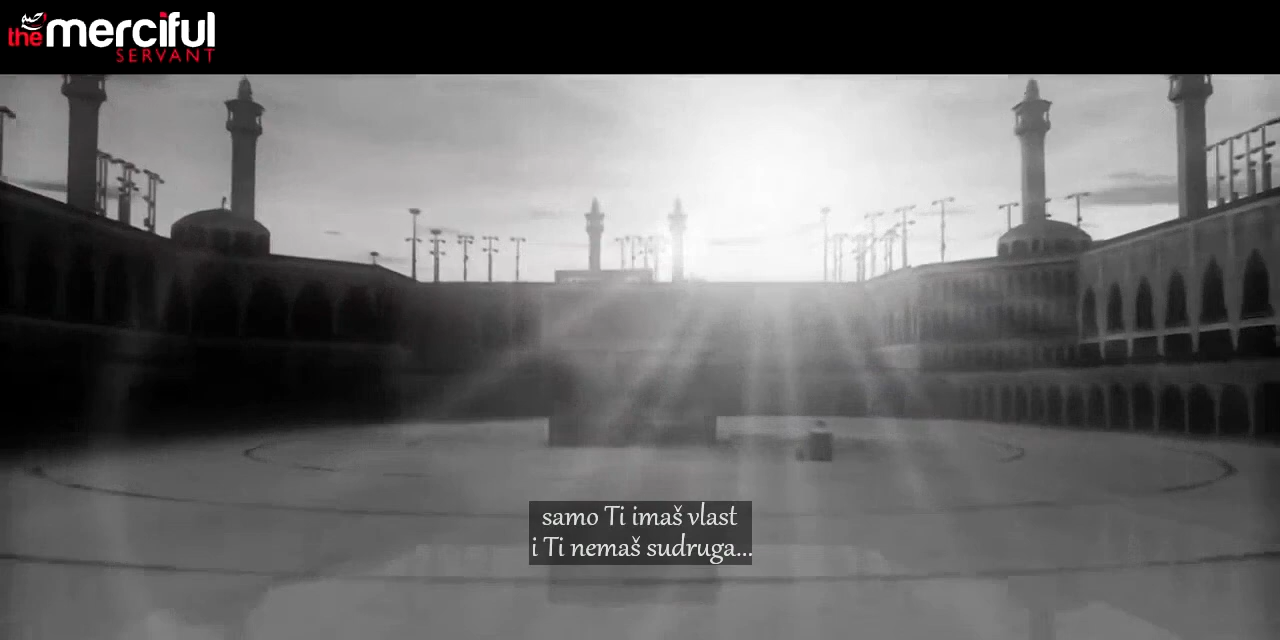 the merciful
SERVANT
samo Ti imaš vlast
i Ti nemaš sudruga...